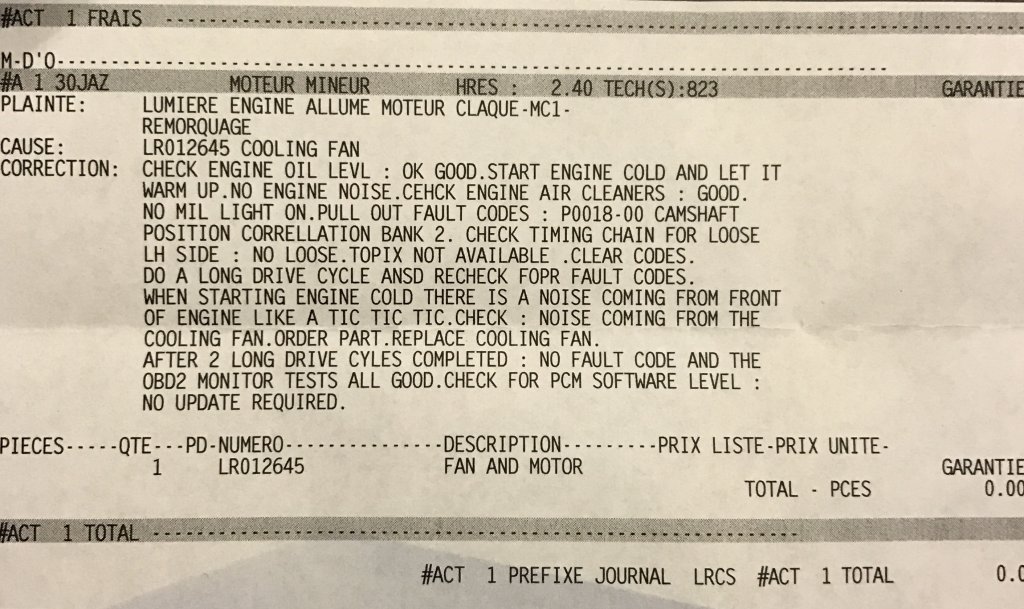 #ACT 1 FRAIS ----------------------------------------------------------------
M-D'O------------------------------------------------------------------------
#A 1 30JAZ MOTEUR MINEUR HRES : 2.40 TECH(S):823 GARANTIE
PLAINTE: LUMIERE ENGINE ALLUME MOTEUR CLAQUE-MC1-
REMORQUAGE
CAUSE: LR012645 COOLING FAN
CORRECTION: CHECK ENGINE OIL LEVL : OK GOOD.START ENGINE COLD AND LET IT
WARM UP.NO ENGINE NOISE.CEHCK ENGINE AIR CLEANERS : GOOD.
NO MIL LIGHT ON.PULL OUT FAULT CODES : P0018-00 CAMSHAFT
POSITION CORRELLATION BANK 2. CHECK TIMING CHAIN FOR LOOSE
LH SIDE : NO LOOSE.TOPIX NOT AVAILABLE .CLEAR CODES.
DO A LONG DRIVE CYCLE ANSD RECHECK FOPR FAULT CODES.
WHEN STARTING ENGINE COLD THERE IS A NOISE COMING FROM FRONT
OF ENGINE LIKE A TIC TIC TIC.CHECK : NOISE COMING FROM THE
COOLING FAN.ORDER PART.REPLACE COOLING FAN.
AFTER 2 LONG DRIVE CYLES COMPLETED : NO FAULT CODE AND THE
OBD2 MONITOR TESTS ALL GOOD.CHECK FOR PCM SOFTWARE LEVEL :
NO UPDATE REQUIRED.
PIECES-----QTE---PD-NUMERO---------------DESCRIPTION---------PRIX LISTE-PRIX UNITE-
1 LR012645 FAN AND MOTOR GARANTIE
TOTAL - PCES 0.00
#ACT 1 TOTAL ----------------------------------------------------------------
#ACT 1 PREFIXE JOURNAL LRCS #ACT 1 TOTAL 0.0